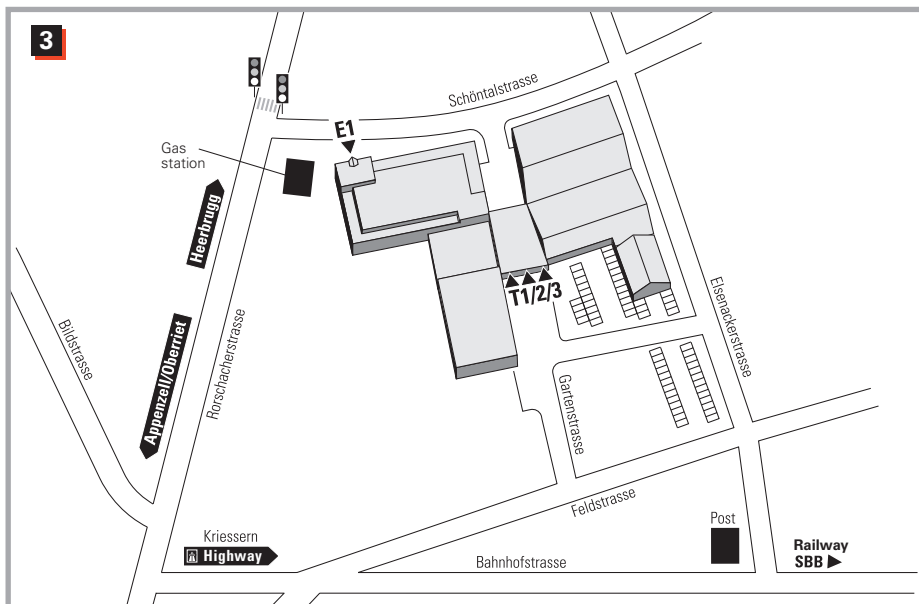 3
Schöntalstrasse
E1
Gas
station
Heerbrugg
T1/2/3
Elsenackerstrasse
Bildstrasse
Appenzell/Oberriet
Rorschacherstrasse
Gartenstrasse
Feldstrasse
Kriessern
Highway
Post
Bahnhofstrasse
Railway
SBB